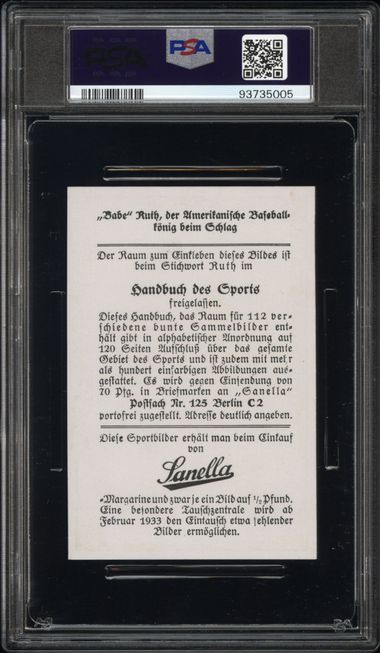 PSA
PSA
93735005
„Babe“ Ruth, der Amerikanische Baseball-
könig beim Schlag
Der Raum zum Einkleben dieses Bildes ist
beim Stichwort Ruth im
Handbuch des Sports
freigelassen.
Dieses Handbuch, das Raum für 112 ver-
schiedene bunte Sammelbilder ent-
hält gibt in alphabetischer Anordnung auf
120 Seiten Aufschluß über das gesamte
Gebiet des Sports und ist zudem mit mehr
als hundert einfarbigen Abbildungen aus-
gestattet. Es wird gegen Einsendung von
70 Pfg. in Briefmarken an „Sanella“
Postfach Nr. 125 Berlin C 2
portofrei zugestellt. Adresse deutlich angeben.
Diese Sportbilder erhält man beim Einkauf
von
Sanella
-Margarine und zwar je ein Bild auf 1/2 Pfund.
Eine besondere Tauschzentrale wird ab
Februar 1933 den Eintausch etwa fehlender
Bilder ermöglichen.